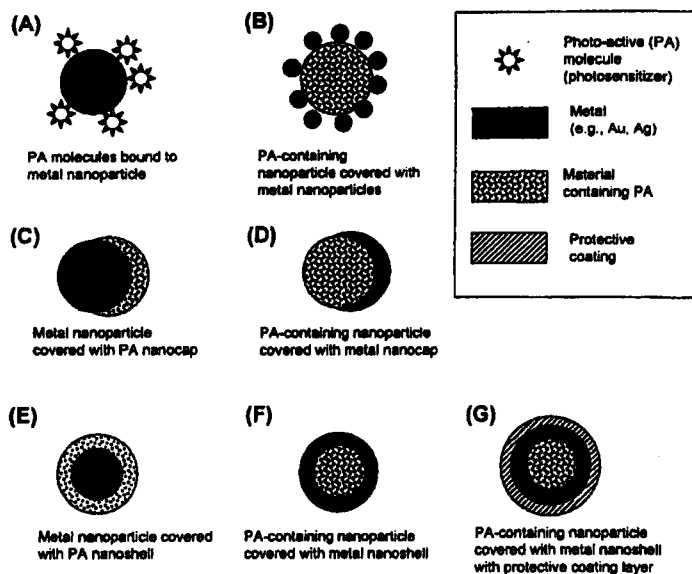 (A)
PA molecules bound to
metal nanoparticle
(B)
PA-containing
nanoparticle covered with
metal nanoparticles
Photo-active (PA)
molecule
(photosensitizer)
Metal
(e.g., Au, Ag)
Material
containing PA
Protective
coating
(C)
Metal nanoparticle
covered with PA nanocap
(D)
PA-containing nanoparticle
covered with metal nanocap
(E)
Metal nanoparticle covered
with PA nanoshell
(F)
PA-containing nanoparticle
covered with metal nanoshell
(G)
PA-containing nanoparticle
covered with metal nanoshell
with protective coating layer